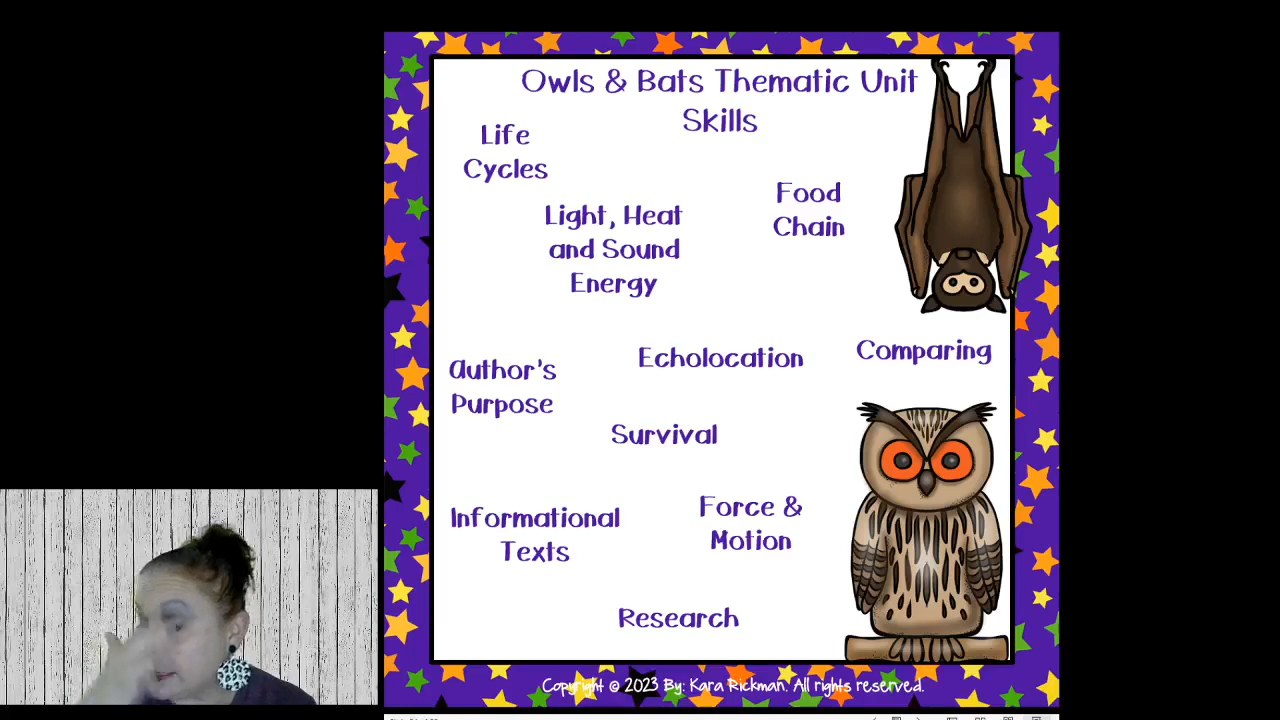 Owls & Bats Thematic Unit
Skills
Life
Cycles
Food
Chain
Light, Heat
and Sound
Energy
Author's
Purpose
Echolocation
Comparing
Survival
Informational
Texts
Force &
Motion
Research
Copyright © 2023 By: Kara Rickman. All rights reserved.